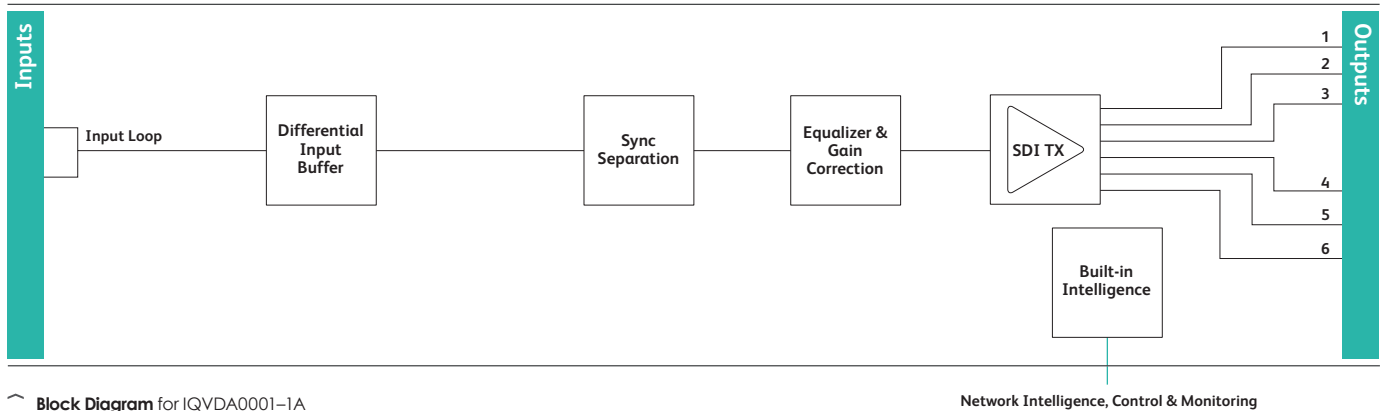 Inputs
Input Loop
Differential
Input
Buffer
Sync
Separation
Equalizer &
Gain
Correction
SDI TX
1
2
3
4
5
6
Outputs
Built-in
Intelligence
Network Intelligence, Control & Monitoring
Block Diagram for IQVDA0001–1A